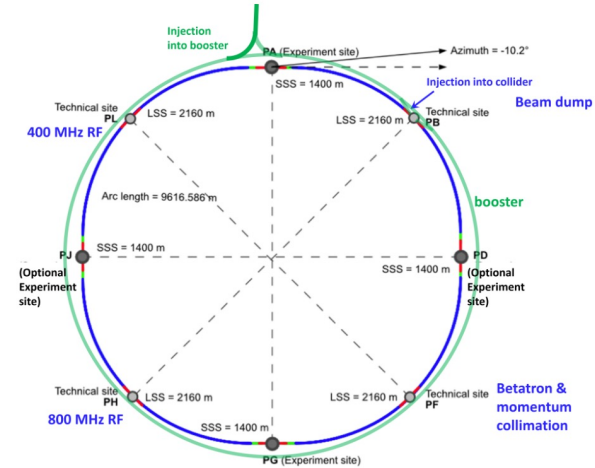 Injection
into booster
PA (Experiment site)
Azimuth = -10.2°
SSS = 1400 m
Injection into collider
Beam dump
Technical site
PL
LSS = 2160 m
400 MHz RF
LSS = 2160 m
Technical site
PB
Arc length = 9616.586 m
booster
PJ
SSS = 1400 m
(Optional
Experiment
site)
SSS = 1400 m
PD
(Optional
Experiment
site)
Technical site
PH
LSS = 2160 m
800 MHz RF
LSS = 2160 m
Technical site
PF
Betatron &
momentum
collimation
SSS = 1400 m
PG (Experiment site)